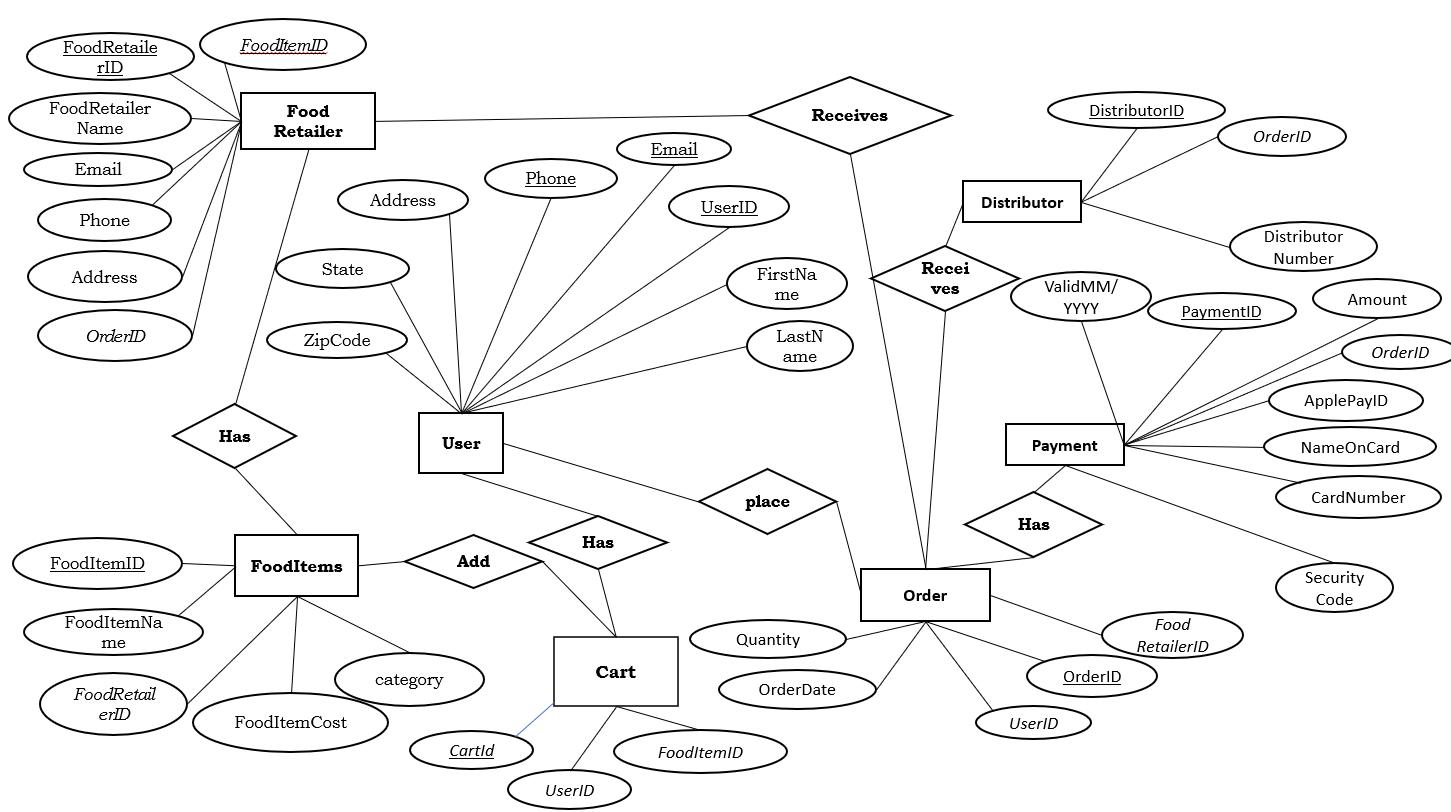 FoodRetaile
rID
FoodItemID
FoodRetailer
Name
Email
Phone
Address
OrderID
Food
Retailer
Receives
DistributorID
OrderID
Distributor
Distributor
Number
Recei
ves
Email
Phone
Address
UserID
State
FirstNa
me
ZipCode
LastN
ame
ValidMM/
YYYY
PaymentID
Amount
OrderID
ApplePayID
NameOnCard
CardNumber
Payment
Security
Code
Has
User
place
Has
Has
Add
FoodItems
FoodItemID
FoodItemNa
me
FoodRetail
erID
FoodItemCost
category
Cart
CartId
UserID
FoodItemID
Order
Quantity
OrderDate
UserID
OrderID
Food
RetailerID